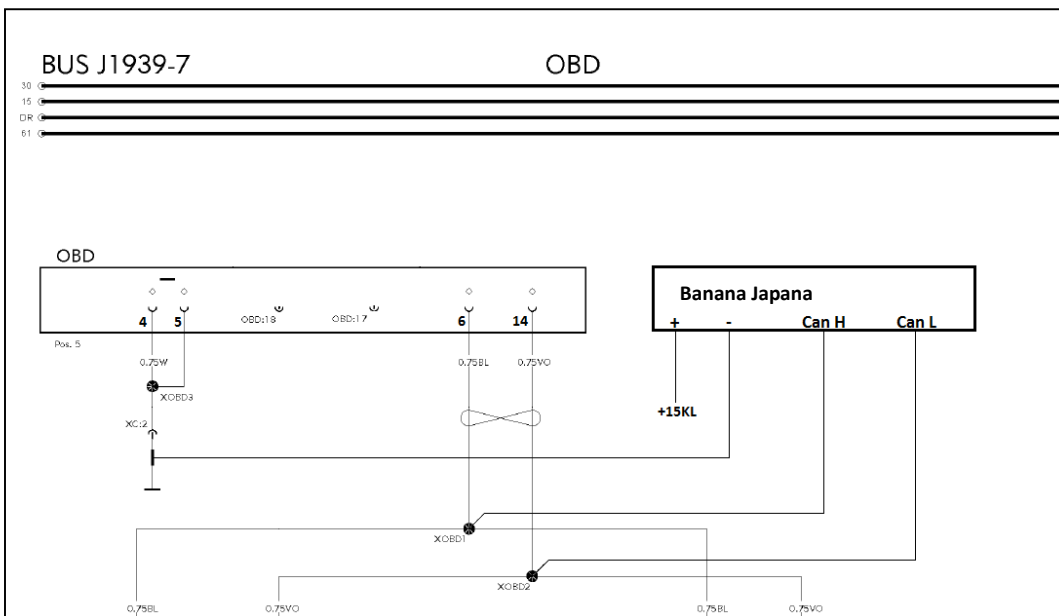 BUS J1939-7 OBD
30
15
DR
61
OBD
Banana Japana
4 5 OBD:18 OBD:17 6 14
+ - Can H Can L
Pos. 5
0.75W 0.75BL 0.75VO
XOBD3
+15KL
XC:2
XOBD1
XOBD2
0.75BL 0.75VO 0.75BL 0.75VO